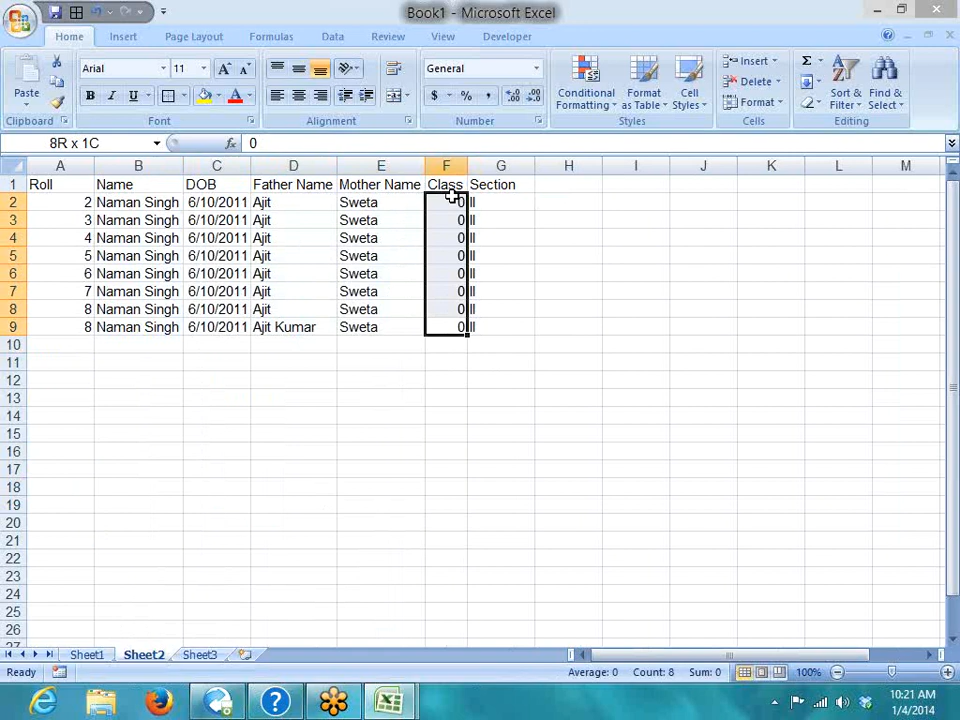 Book1 - Microsoft Excel
Home Insert Page Layout Formulas Data Review View Developer
Arial 11 General Insert
Delete
Format
Paste B I U $ % , Conditional Formatting Format as Table Cell Styles Sort & Filter Find & Select
Clipboard Font Alignment Number Styles Cells Editing
8R x 1C fx 0
A B C D E F G H I J K L M
1 Roll Name DOB Father Name Mother Name Class Section
2 2 Naman Singh 6/10/2011 Ajit Sweta 0 II
3 3 Naman Singh 6/10/2011 Ajit Sweta 0 II
4 4 Naman Singh 6/10/2011 Ajit Sweta 0 II
5 5 Naman Singh 6/10/2011 Ajit Sweta 0 II
6 6 Naman Singh 6/10/2011 Ajit Sweta 0 II
7 7 Naman Singh 6/10/2011 Ajit Sweta 0 II
8 8 Naman Singh 6/10/2011 Ajit Sweta 0 II
9 8 Naman Singh 6/10/2011 Ajit Kumar Sweta 0 II
10
11
12
13
14
15
16
17
18
19
20
21
22
23
24
25
26
27
Sheet1 Sheet2 Sheet3
Ready Average: 0 Count: 8 Sum: 0 100%
10:21 AM
1/4/2014